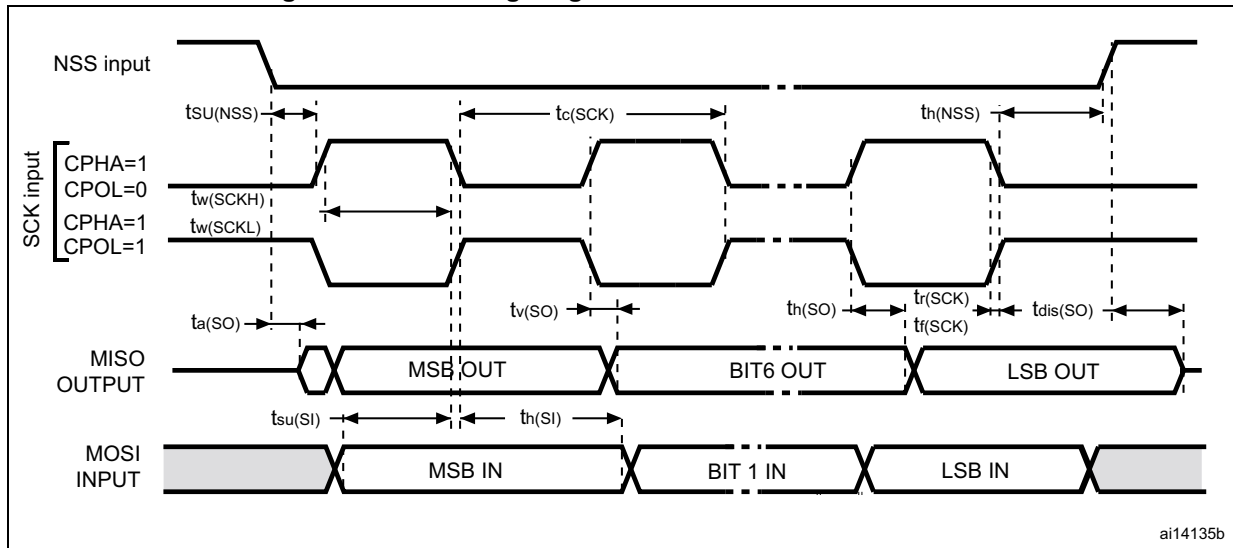 NSS input
tSU(NSS)
tc(SCK)
th(NSS)
SCK input
CPHA=1
CPOL=0
tw(SCKH)
CPHA=1
tw(SCKL)
CPOL=1
ta(SO)
tv(SO)
th(SO)
tr(SCK)
tf(SCK)
tdis(SO)
MISO
OUTPUT
MSB OUT
BIT6 OUT
LSB OUT
tsu(SI)
th(SI)
MOSI
INPUT
MSB IN
BIT 1 IN
LSB IN
ai14135b